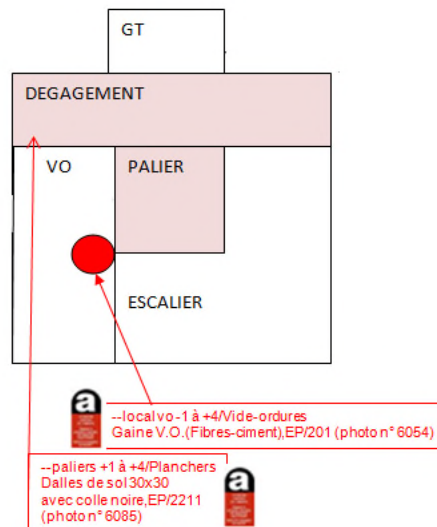 GT
DEGAGEMENT
VO
PALIER
ESCALIER
a
--local vo -1 à +4/Vide-ordures
Gaine V.O.(Fibres-ciment),EP/201 (photo n° 6054)
--paliers +1 à +4/Planchers
Dalles de sol 30x30
avec colle noire,EP/2211
(photo n° 6085)
a